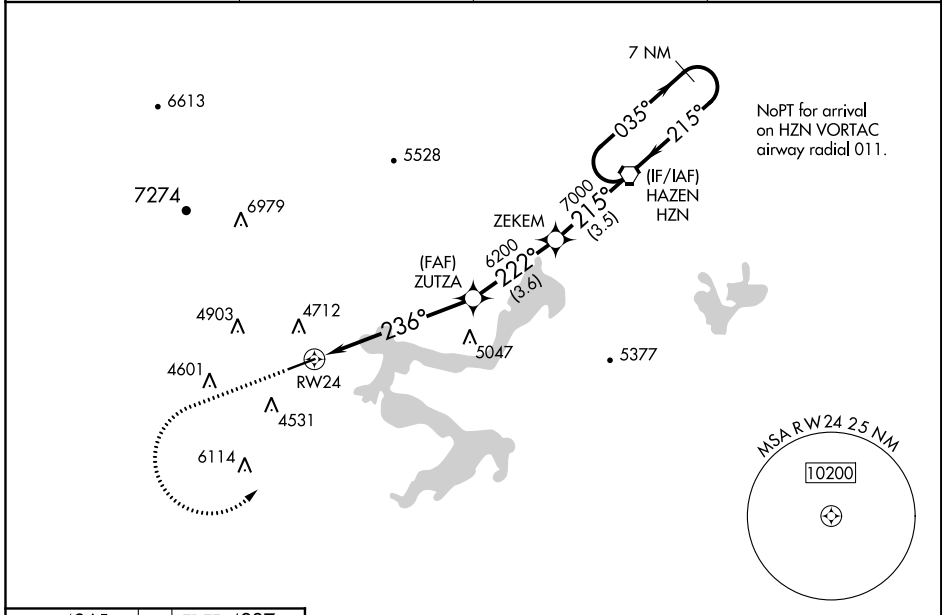 7 NM
6613
035°
215°
NoPT for arrival
on HZN VORTAC
airway radial 011.
5528
(IF/IAF)
HAZEN
HZN
7274
6979
7000
215°
(3.5)
ZEKEM
6200
222°
(3.6)
(FAF)
ZUTZA
4903
4712
236°
5047
5377
4601
RW24
4531
6114
MSA RW24 25 NM
10200